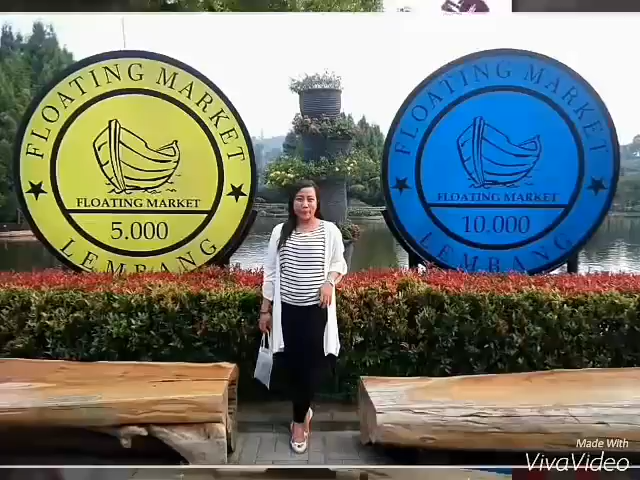 FLOATING MARKET
FLOATING MARKET
5.000
LEMBANG
FLOATING MARKET
FLOATING MARKET
10.000
LEMBANG
Made With
VivaVideo